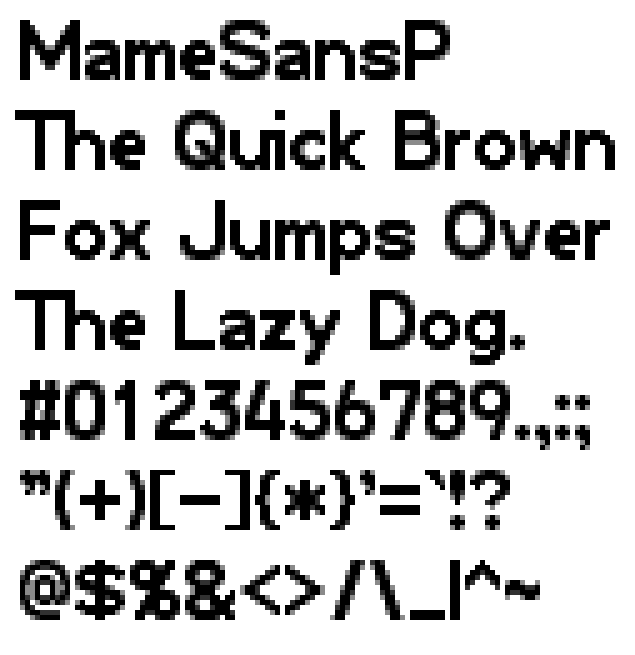 MameSansP
The Quick Brown
Fox Jumps Over
The Lazy Dog.
#0123456789.,:;
"(+)[-]{*}'=`!?
@$%&<>/\_|^~